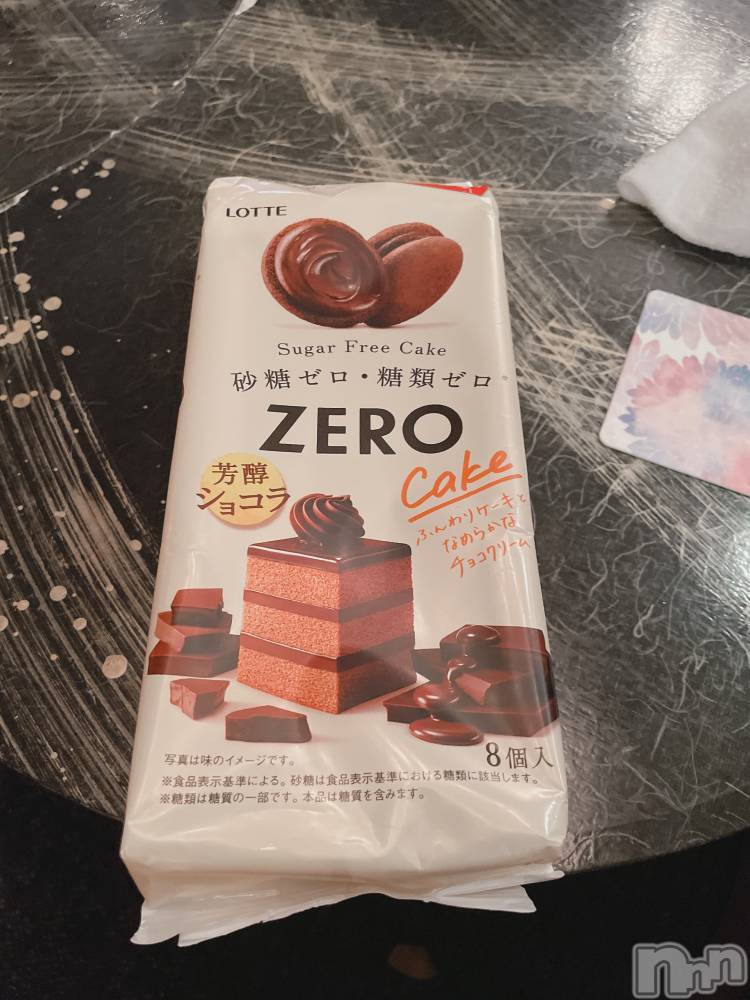 LOTTE
Sugar Free Cake
砂糖ゼロ・糖類ゼロ
ZERO
Cake
芳醇
ショコラ
ふんわりケーキと
なめらかな
チョコクリーム
8個入
写真は味のイメージです。
※食品表示基準による。砂糖は食品表示基準における糖類に該当します。
※糖類は糖質の一部です。本品は糖質を含みます。
nnn